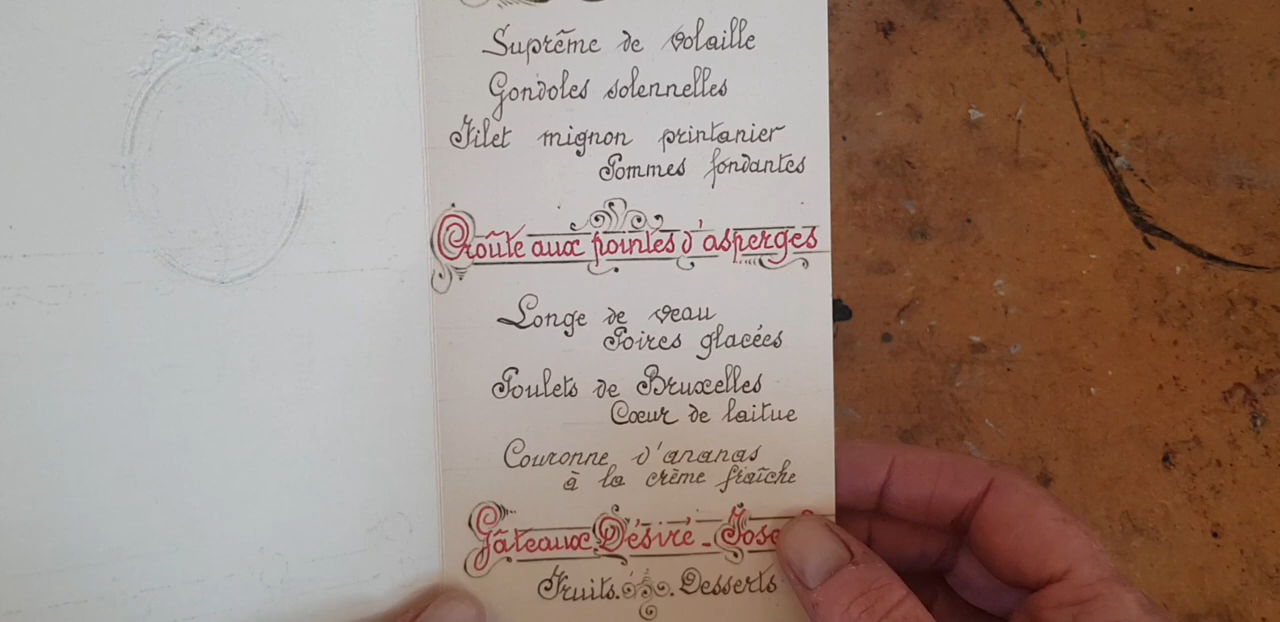 Suprême de volaille
Gondoles solennelles
Filet mignon printanier
Pommes fondantes
Croûte aux pointes d'asperges
Longe de veau
Poires glacées
Poulets de Bruxelles
Cœur de laitue
Couronne d'ananas
à la crème fraîche
Gâteaux Désiré-
Fruits. Desserts